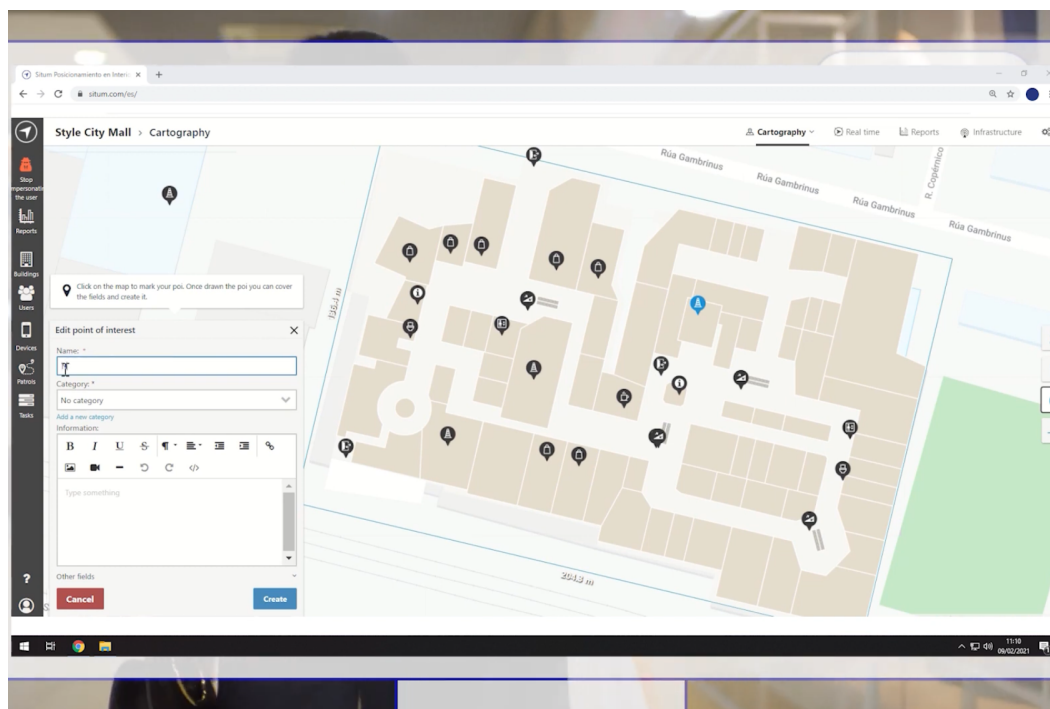 Situm Posicionamiento en Interio
situm.com/es/
Style City Mall > Cartography
Cartography
Real time
Reports
Infrastructure
Stop
mpersonatin
the user
Reports
Buildings
Users
Devices
Patrols
Tasks
Click on the map to mark your poi. Once drawn the poi you can cover
the fields and create it.
Edit point of interest
Name: *
Category: *
No category
Add a new category
Information:
B I U S
Type something
Other fields
Cancel
Create
Rúa Gambrinus
Rúa Gambrinus
Rúa Gambrinus
Rúa Gambrinus
R. Copérnico
204.3 m
11:10
09/02/2021